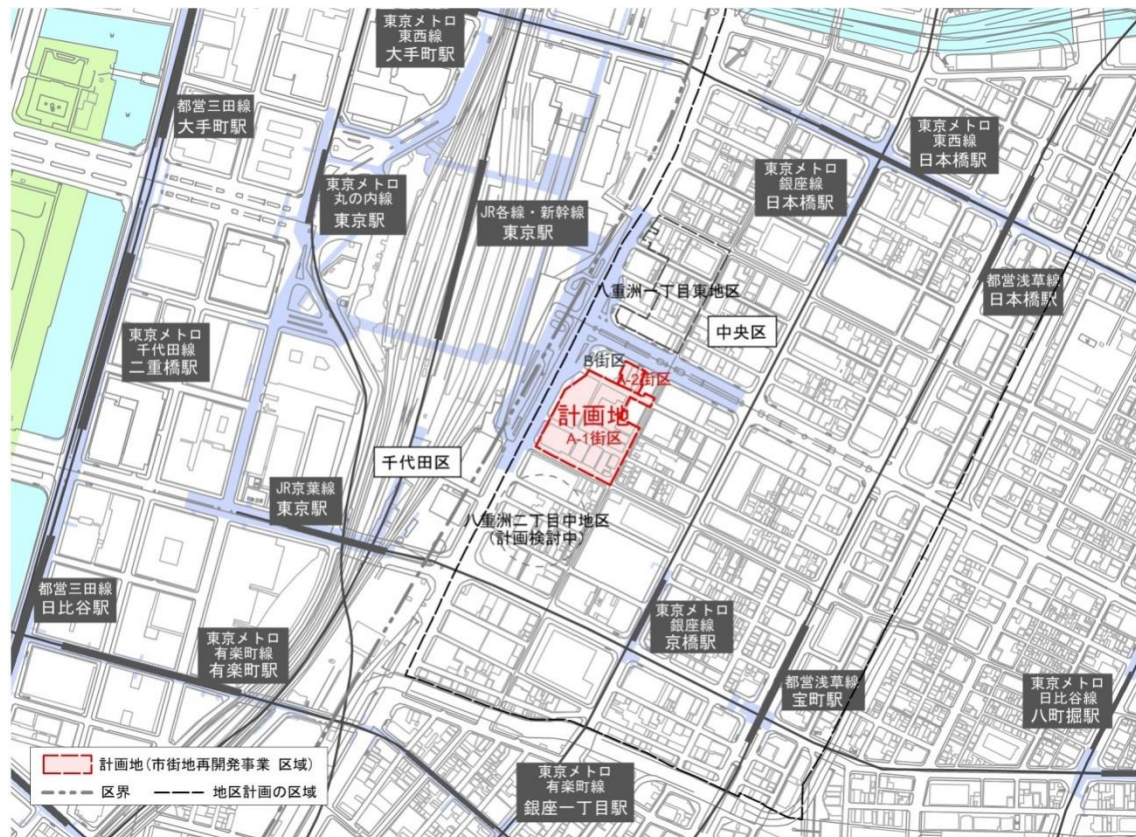 東京メトロ
東西線
大手町駅
都営三田線
大手町駅
東京メトロ
丸の内線
東京駅
JR各線・新幹線
東京駅
東京メトロ
銀座線
日本橋駅
東京メトロ
東西線
日本橋駅
都営浅草線
日本橋駅
八重洲一丁目東地区
中央区
東京メトロ
千代田線
二重橋駅
B街区
A-2街区
計画地
A-1街区
千代田区
JR京葉線
東京駅
八重洲二丁目中地区
(計画検討中)
都営三田線
日比谷駅
東京メトロ
有楽町線
有楽町駅
東京メトロ
銀座線
京橋駅
都営浅草線
宝町駅
東京メトロ
日比谷線
八町掘駅
東京メトロ
有楽町線
銀座一丁目駅
計画地(市街地再開発事業 区域)
区界
地区計画の区域